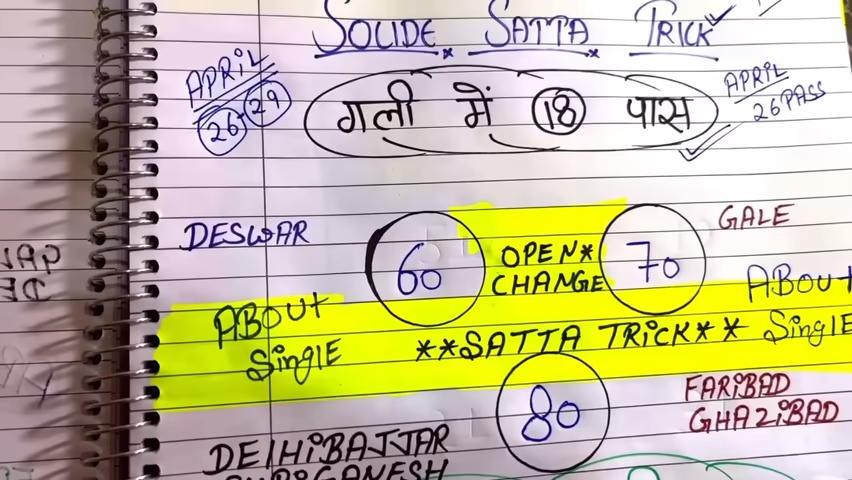 SOLIDE SATTA TRICK
APRIL
26 29
गली में 18 पास
APRIL
26 PASS
DESWAR
60
OPEN*
CHANGE
70
GALE
ABOUT
SINGLE
**SATTA TRICK**
ABOUT
SINGLE
80
FARIBAD
GHAZIBAD
DElHiBAJJAR
GANESH